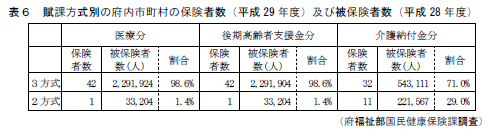 表6 賦課方式別の府内市町村の保険者数（平成29年度）及び被保険者数（平成28年度）
医療分 後期高齢者支援金分 介護納付金分
保険者数 被保険者数(人) 割合 保険者数 被保険者数(人) 割合 保険者数 被保険者数(人) 割合
3方式 42 2,291,924 98.6% 42 2,291,904 98.6% 32 543,111 71.0%
2方式 1 33,204 1.4% 1 33,204 1.4% 11 221,567 29.0%
（府福祉部国民健康保険課調査）